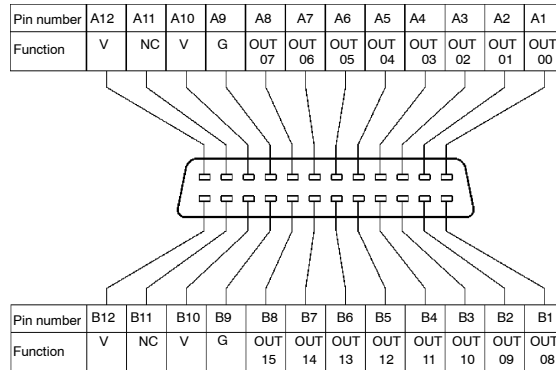 Pin number A12 A11 A10 A9 A8 A7 A6 A5 A4 A3 A2 A1
Function V NC V G OUT OUT OUT OUT OUT OUT OUT OUT
07 06 05 04 03 02 01 00
Pin number B12 B11 B10 B9 B8 B7 B6 B5 B4 B3 B2 B1
Function V NC V G OUT OUT OUT OUT OUT OUT OUT OUT
15 14 13 12 11 10 09 08